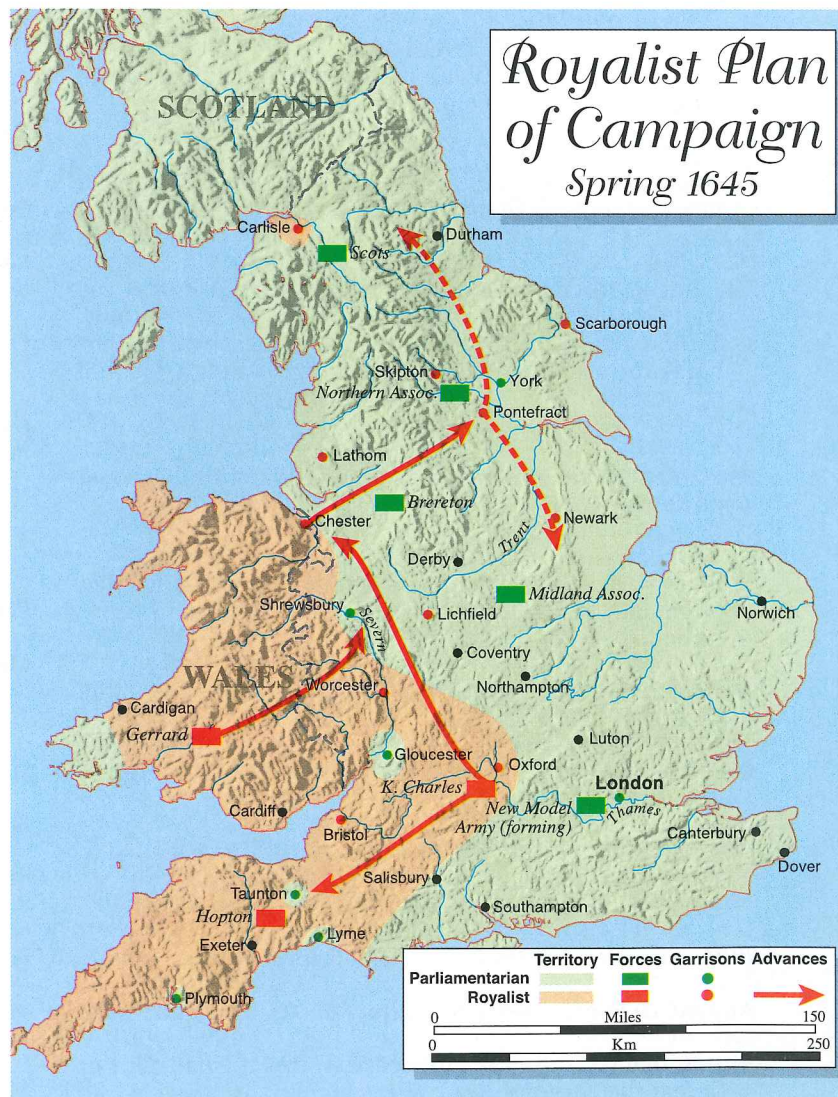 Royalist Plan
of Campaign
Spring 1645
SCOTLAND
Carlisle
Durham
Scots
Scarborough
Skipton
York
Northern Assoc.
Pontefract
Lathom
Brereton
Chester
Newark
Trent
Derby
Midland Assoc.
Shrewsbury
Severn
Lichfield
Norwich
Coventry
WALES
Worcester
Northampton
Cardigan
Gerrard
Luton
Gloucester
Oxford
K. Charles
London
New Model
Army (forming)
Thames
Cardiff
Bristol
Canterbury
Dover
Salisbury
Taunton
Hopton
Southampton
Exeter
Lyme
Plymouth
Territory Forces Garrisons Advances
Parliamentarian
Royalist
0 Miles 150
0 Km 250